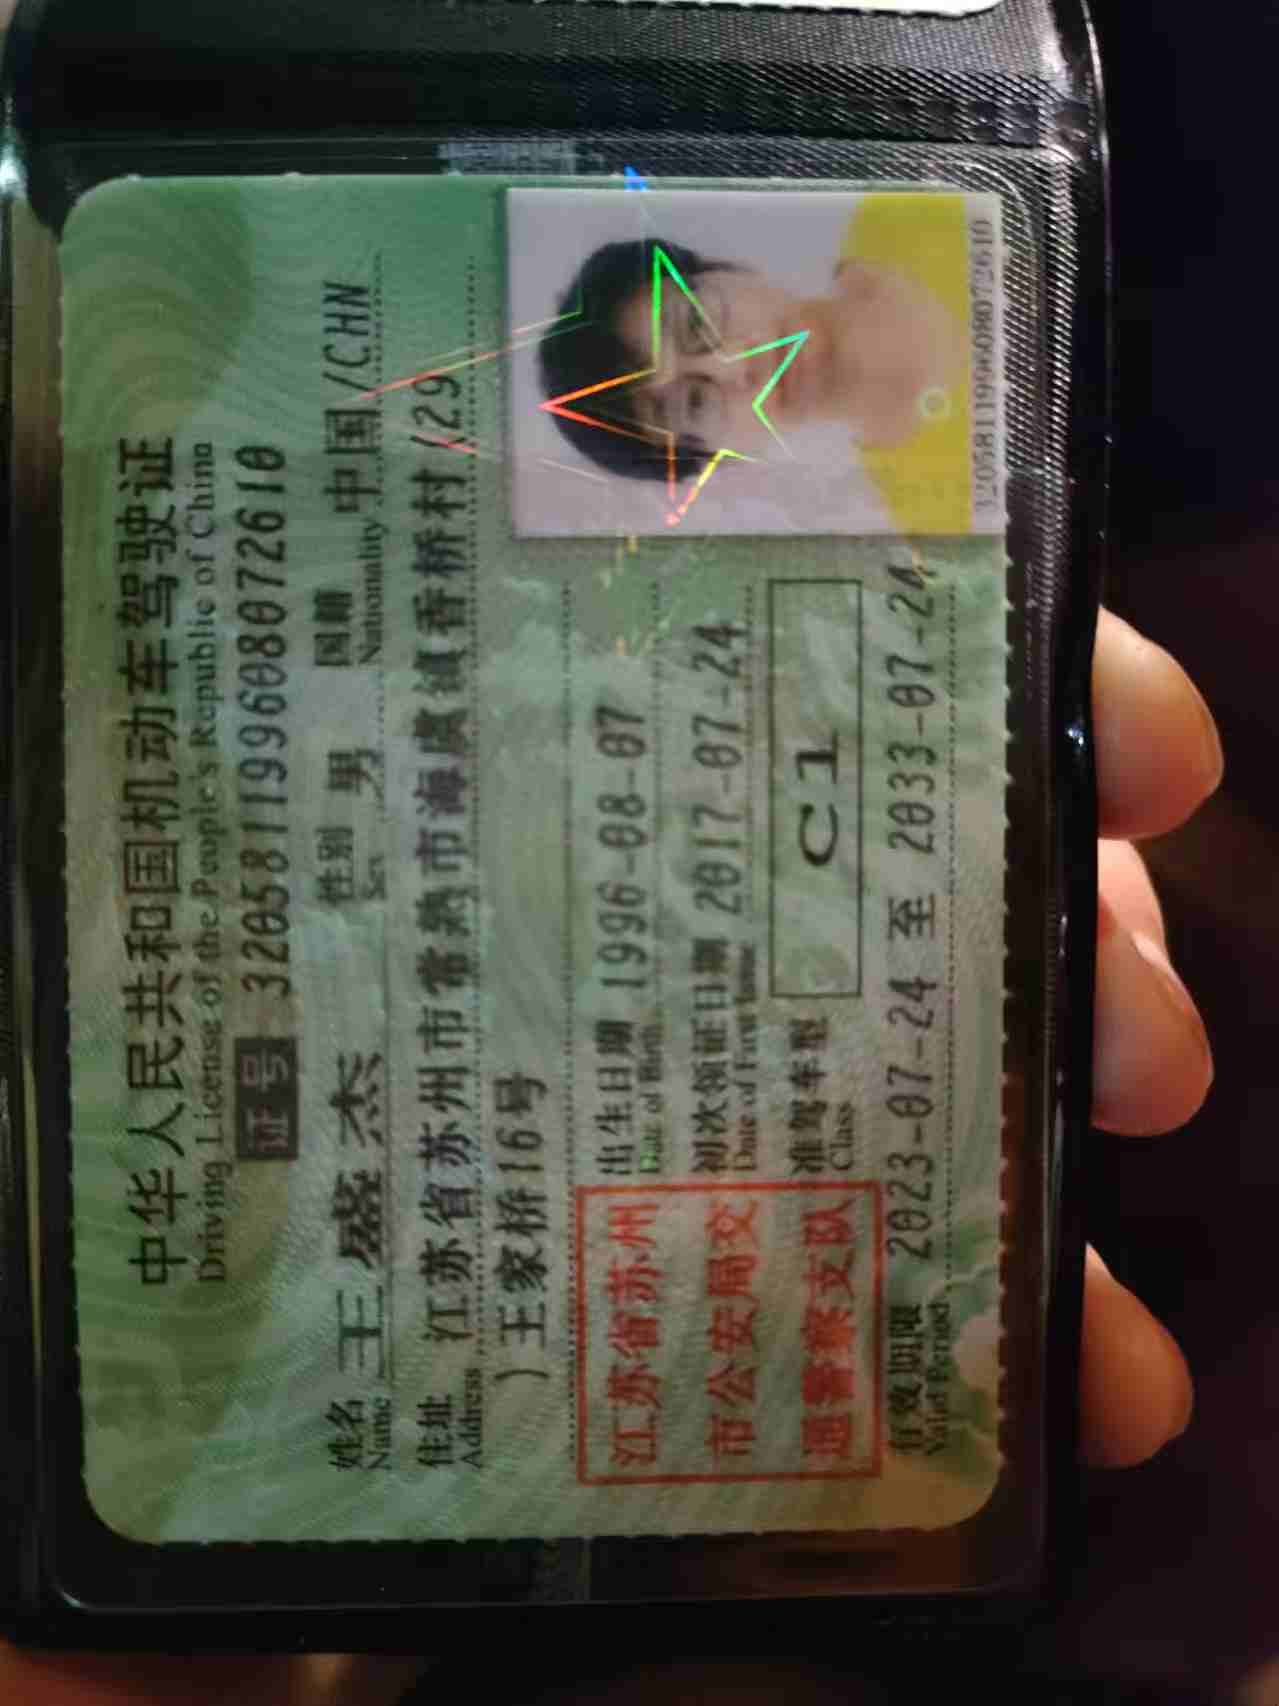 中华人民共和国机动车驾驶证
Driving License of the People's Republic of China
证号 320581199608072610
姓名 王盛杰 性别 男 国籍 中国/CHN
Name Sex Nationality
住址 江苏省苏州市常熟市海虞镇香桥村(29
Address
)王家桥16号
江苏省苏州
市公安局交
通警察支队
出生日期 1996-08-07
Date of Birth
初次领证日期 2017-07-24
Date of First Issue
准驾车型 C1
Class
有效期限 2023-07-24 至 2033-07-24
Valid Period
320581199608072610